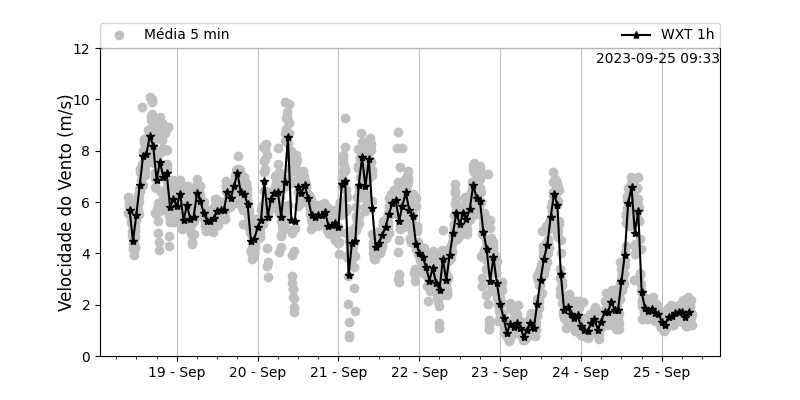 Média 5 min
WXT 1h
2023-09-25 09:33
Velocidade do Vento (m/s)
12
10
8
6
4
2
0
19 - Sep
20 - Sep
21 - Sep
22 - Sep
23 - Sep
24 - Sep
25 - Sep